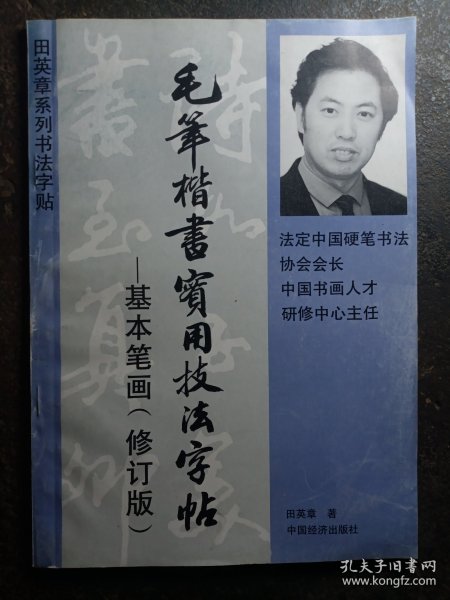 田英章系列书法字贴
毛筆楷書實用技法字帖
—基本笔画（修订版）
法定中国硬笔书法
协会会长
中国书画人才
研修中心主任
田英章 著
中国经济出版社
孔夫子旧书网
www.kongfz.com